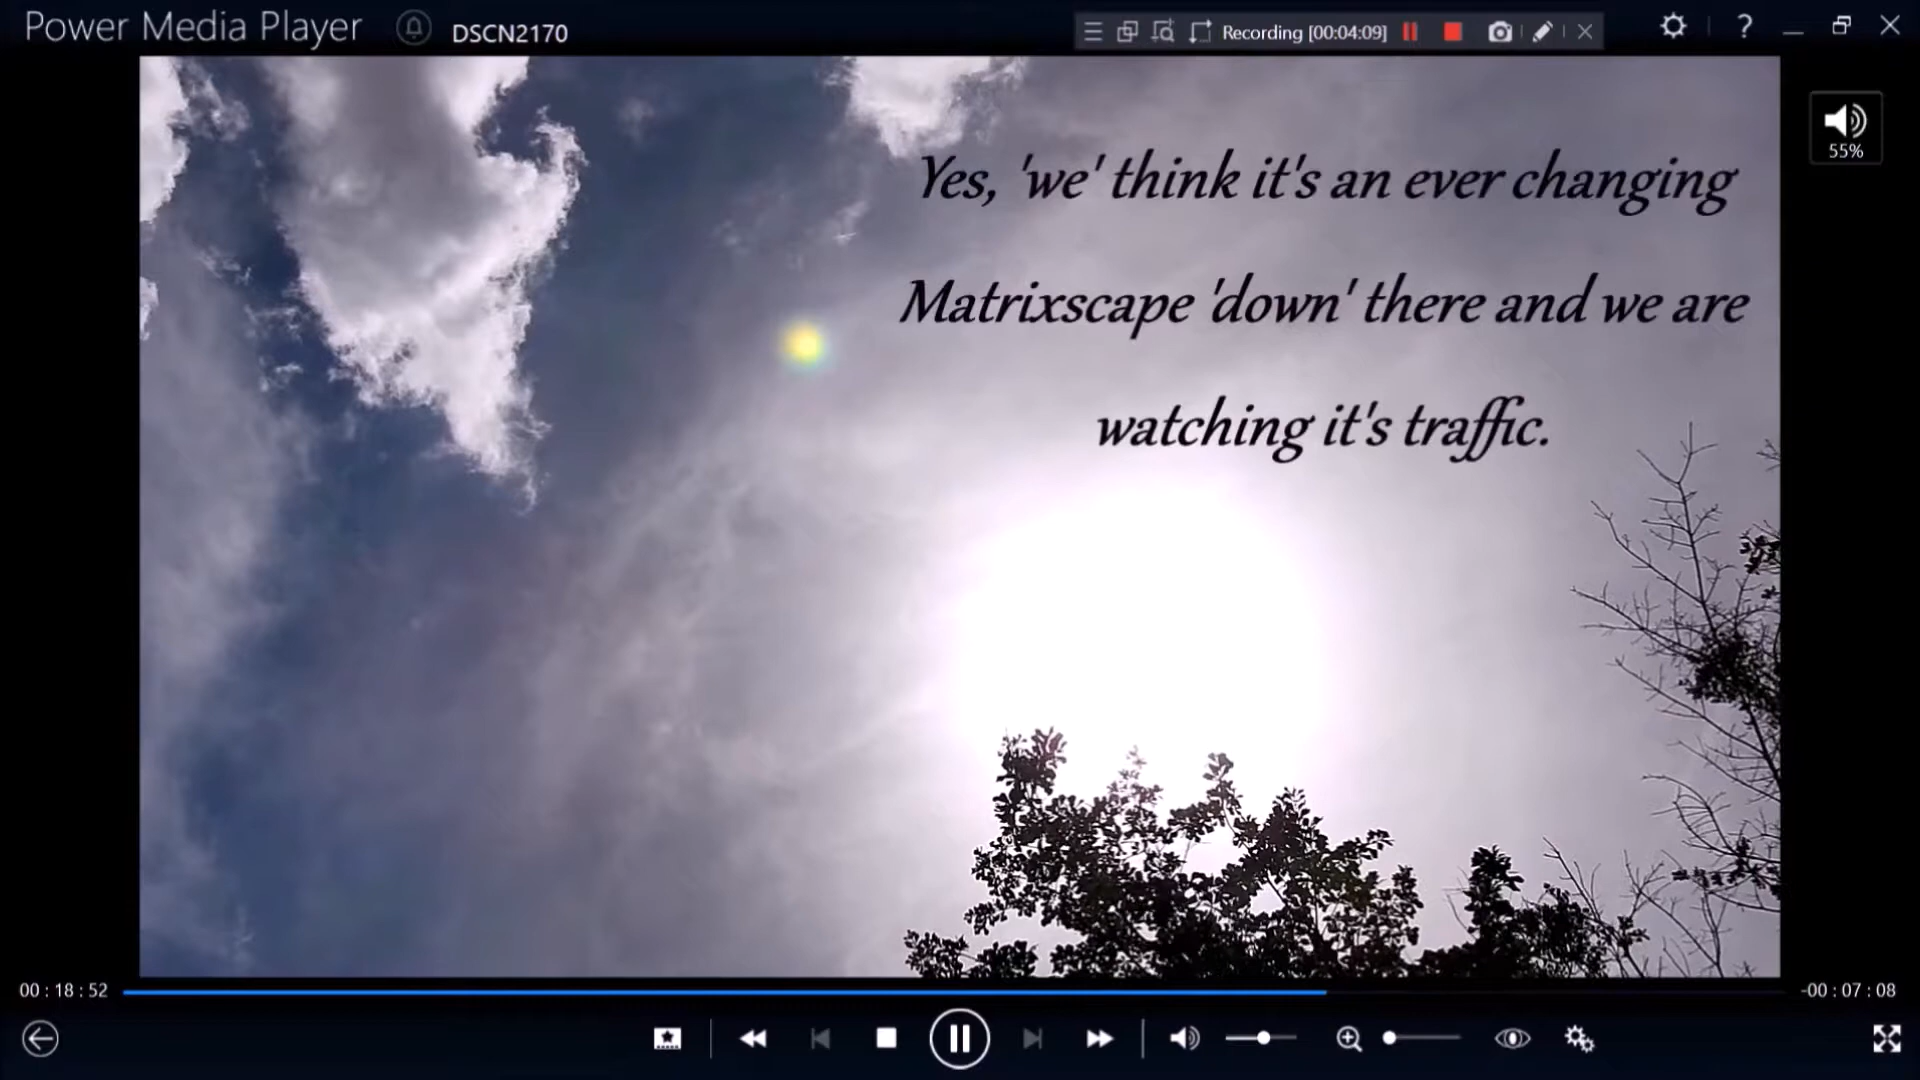 Power Media Player
DSCN2170
Recording [00:04:09]
?
55%
Yes, 'we' think it's an ever changing
Matrixscape 'down' there and we are
watching it's traffic.
00 : 18 : 52
-00 : 07 : 08